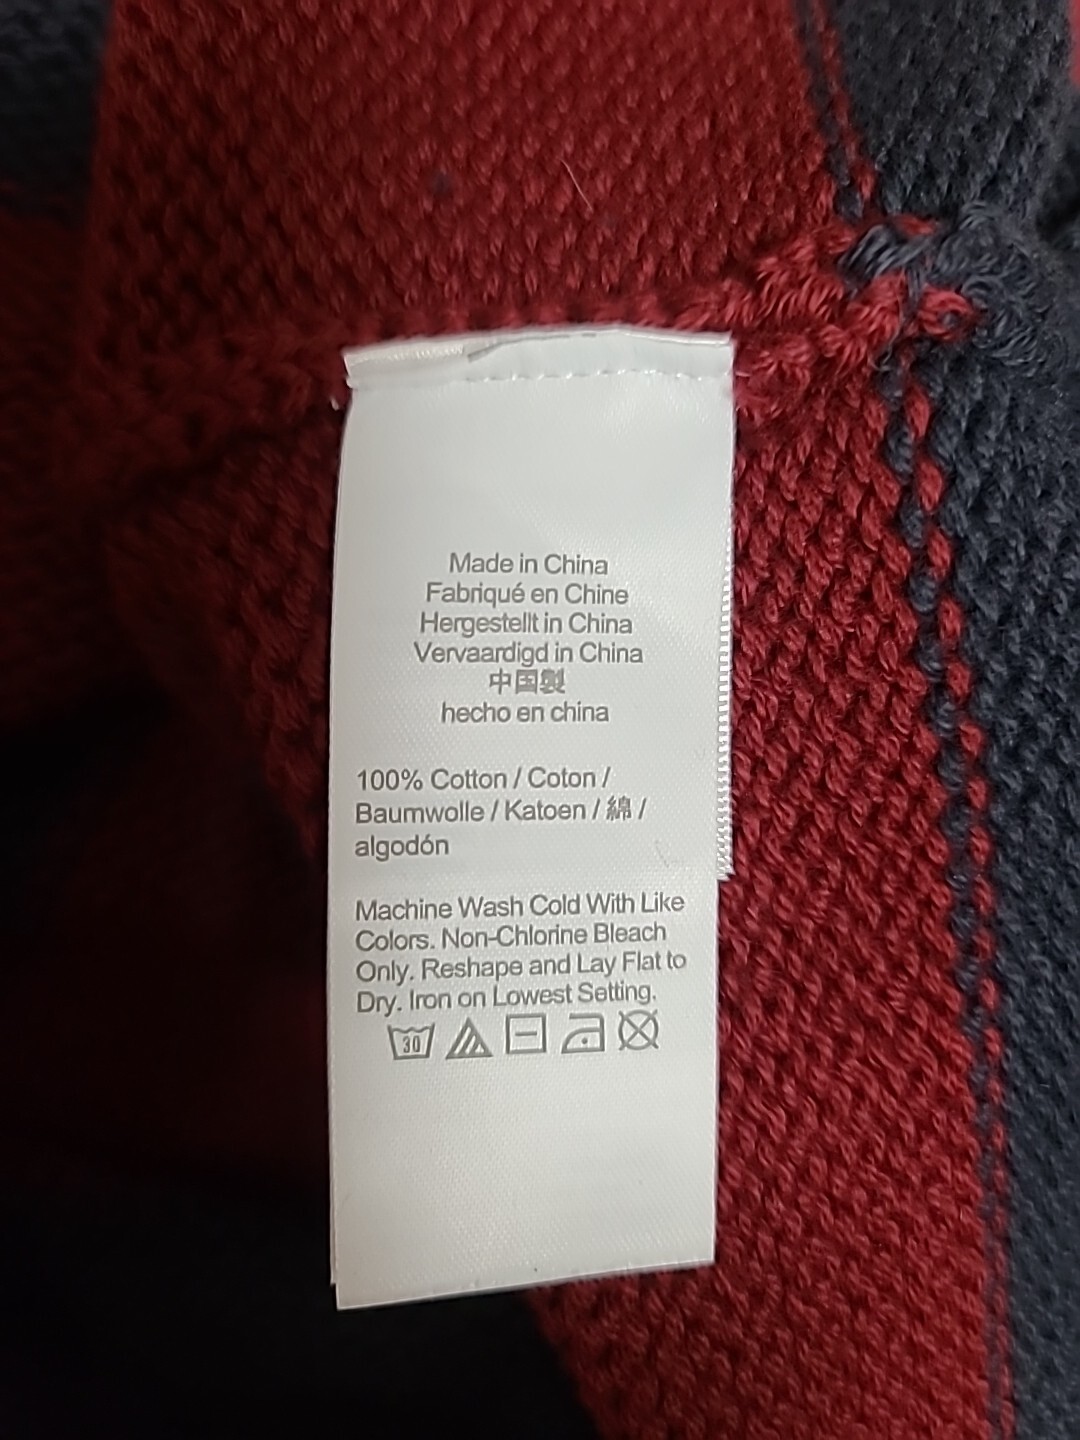 Made in China
Fabriqué en Chine
Hergestellt in China
Vervaardigd in China
中国製
hecho en china
100% Cotton / Coton /
Baumwolle / Katoen / 綿 /
algodón
Machine Wash Cold With Like
Colors. Non-Chlorine Bleach
Only. Reshape and Lay Flat to
Dry. Iron on Lowest Setting.
30